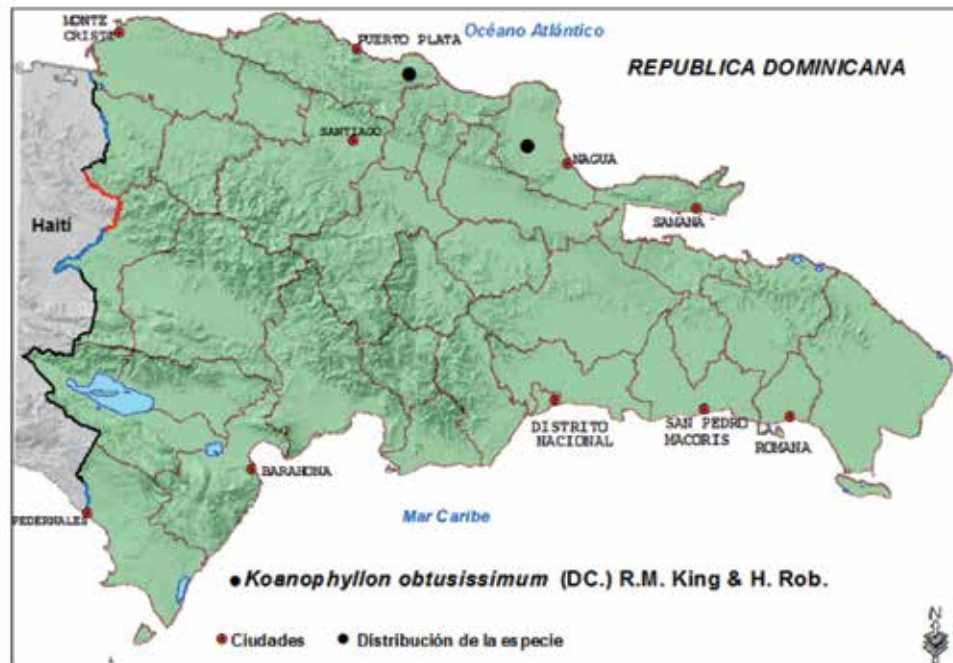 MONTE
CRISTI
PUERTO PLATA
Océano Atlántico
REPUBLICA DOMINICANA
SANTIAGO
NAGUA
SAMANA
Haití
DISTRITO
NACIONAL
SAN PEDRO
MACORIS
LA
ROMANA
BARAHONA
PEDERNALES
Mar Caribe
Koanophyllon obtusissimum (DC.) R.M. King & H. Rob.
Ciudades
Distribución de la especie
N